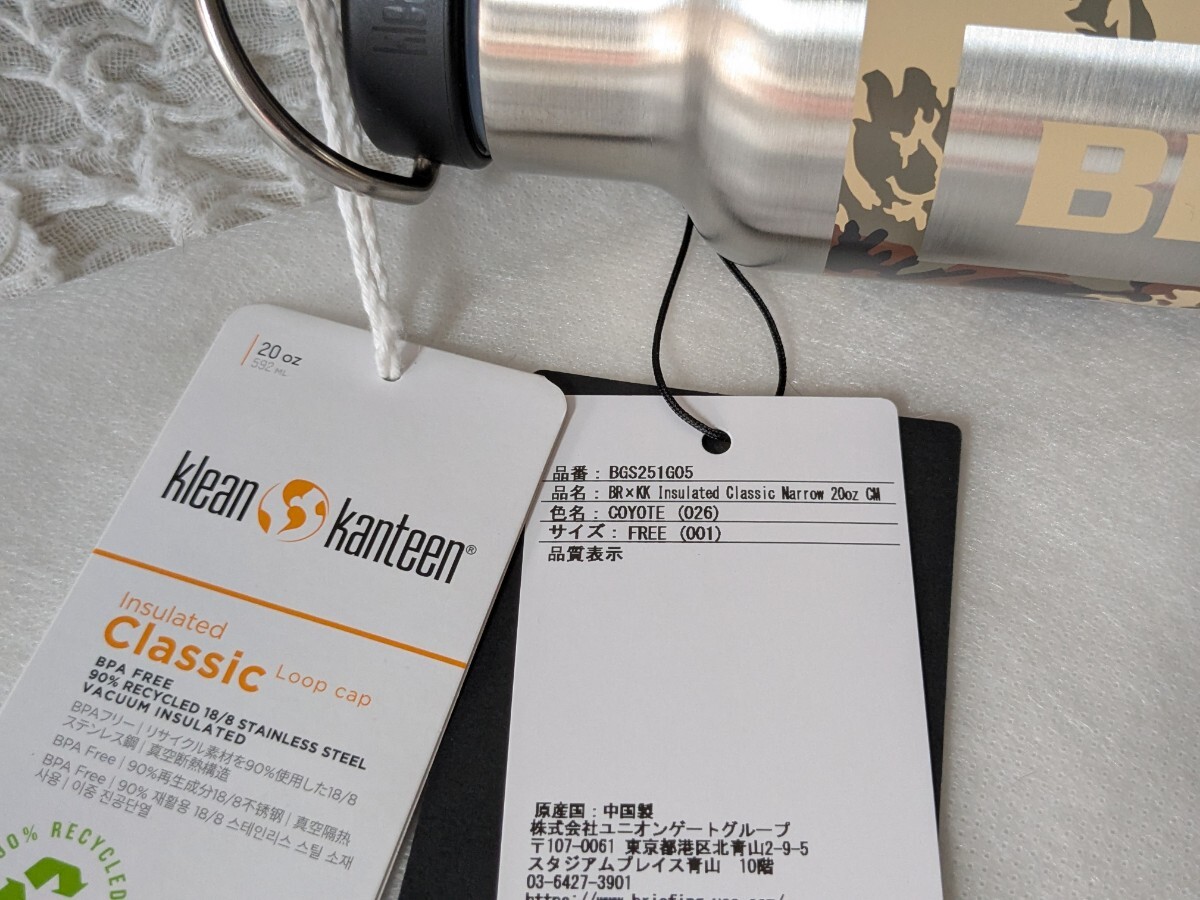 20 oz
592 ML
klean kanteen®
Insulated
Classic Loop cap
BPA FREE
90% RECYCLED 18/8 STAINLESS STEEL
VACUUM INSULATED
BPAフリー | リサイクル素材を90%使用した18/8
ステンレス鋼 | 真空断熱構造
BPA Free | 90%再生成分18/8不锈钢 | 真空隔热
BPA Free | 90% 재활용 18/8 스테인리스 스틸 소재
사용 | 이중 진공단열
RECYCLED
品番 : BGS251G05
品名 : BR×KK Insulated Classic Narrow 20oz CM
色名 : COYOTE (026)
サイズ : FREE (001)
品質表示
原産国 : 中国製
株式会社ユニオンゲートグループ
〒107-0061 東京都港区北青山2-9-5
スタジアムプレイス青山 10階
03-6427-3901